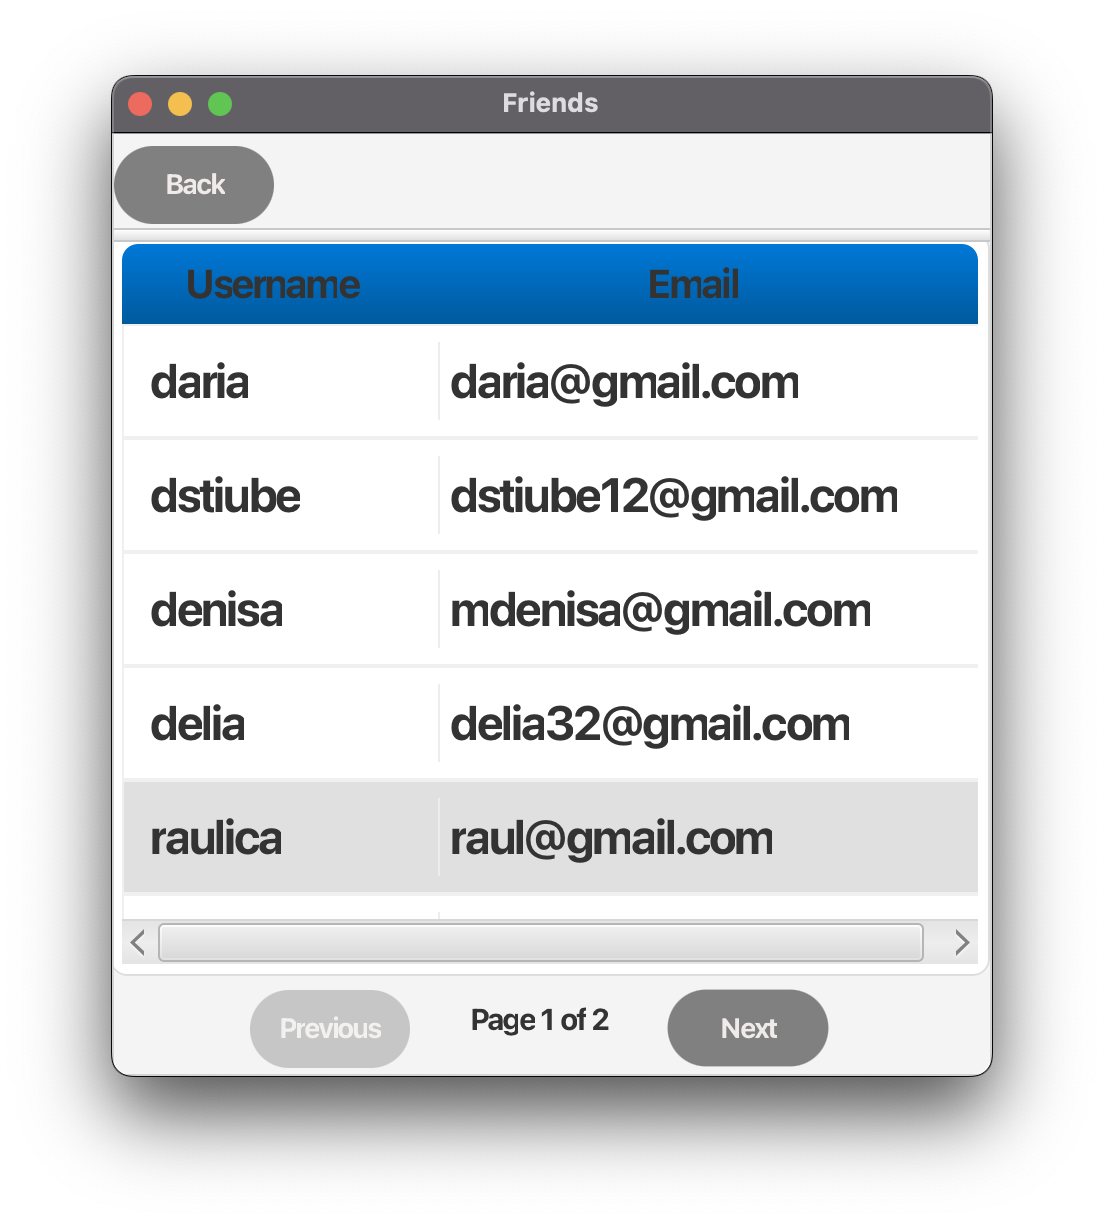 Friends
Back
Username Email
daria daria@gmail.com
dstiube dstiube12@gmail.com
denisa mdenisa@gmail.com
delia delia32@gmail.com
raulica raul@gmail.com
Previous Page 1 of 2 Next